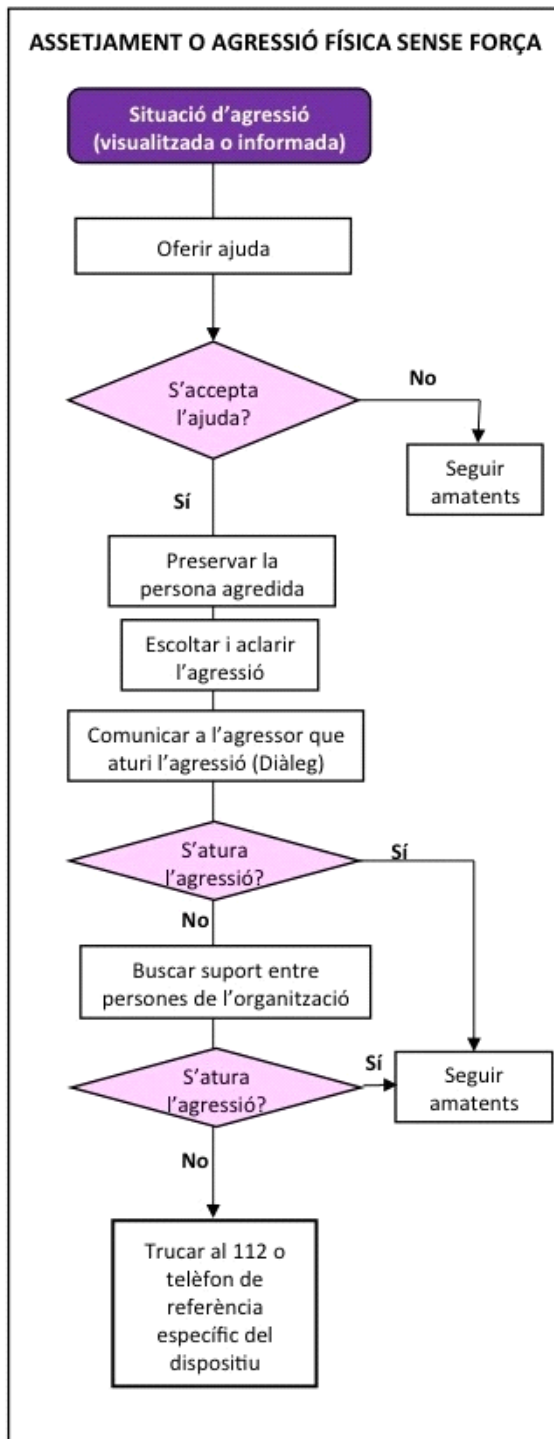 ASSETJAMENT O AGRESSIÓ FÍSICA SENSE FORÇA
Situació d'agressió
(visualitzada o informada)
Oferir ajuda
S'accepta
l'ajuda?
No
Seguir
amatents
Sí
Preservar la
persona agredida
Escoltar i aclarir
l'agressió
Comunicar a l'agressor que
aturi l'agressió (Diàleg)
S'atura
l'agressió?
Sí
No
Buscar suport entre
persones de l'organització
S'atura
l'agressió?
Sí
Seguir
amatents
No
Trucar al 112 o
telèfon de
referència
específic del
dispositiu